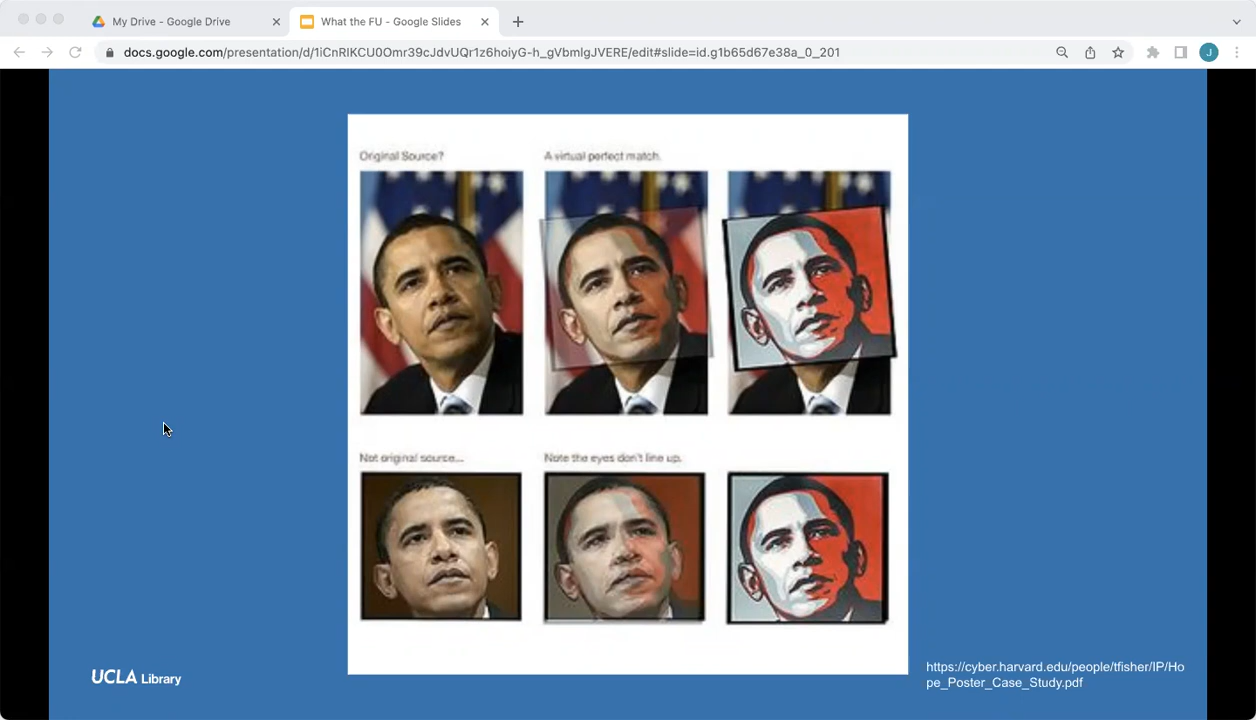 My Drive - Google Drive
What the FU - Google Slides
docs.google.com/presentation/d/1iCnRIKCU0Omr39cJdvUQr1z6hoiyG-h_gVbmlgJVERE/edit#slide=id.g1b65d67e38a_0_201
J
Original Source?
A virtual perfect match.
Not original source...
Note the eyes don't line up.
UCLA Library
https://cyber.harvard.edu/people/tfisher/IP/Ho
pe_Poster_Case_Study.pdf